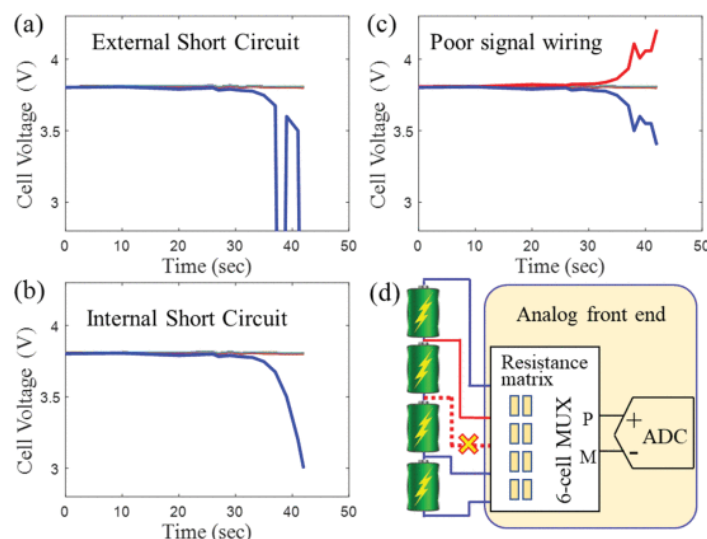 (a)
External Short Circuit
Cell Voltage (V)
4
3.5
3
0 10 20 30 40 50
Time (sec)
(b)
Internal Short Circuit
Cell Voltage (V)
4
3.5
3
0 10 20 30 40 50
Time (sec)
(c)
Poor signal wiring
Cell Voltage (V)
4
3.5
3
0 10 20 30 40 50
Time (sec)
(d)
Analog front end
Resistance
matrix
6-cell MUX
P
M
+
-
ADC